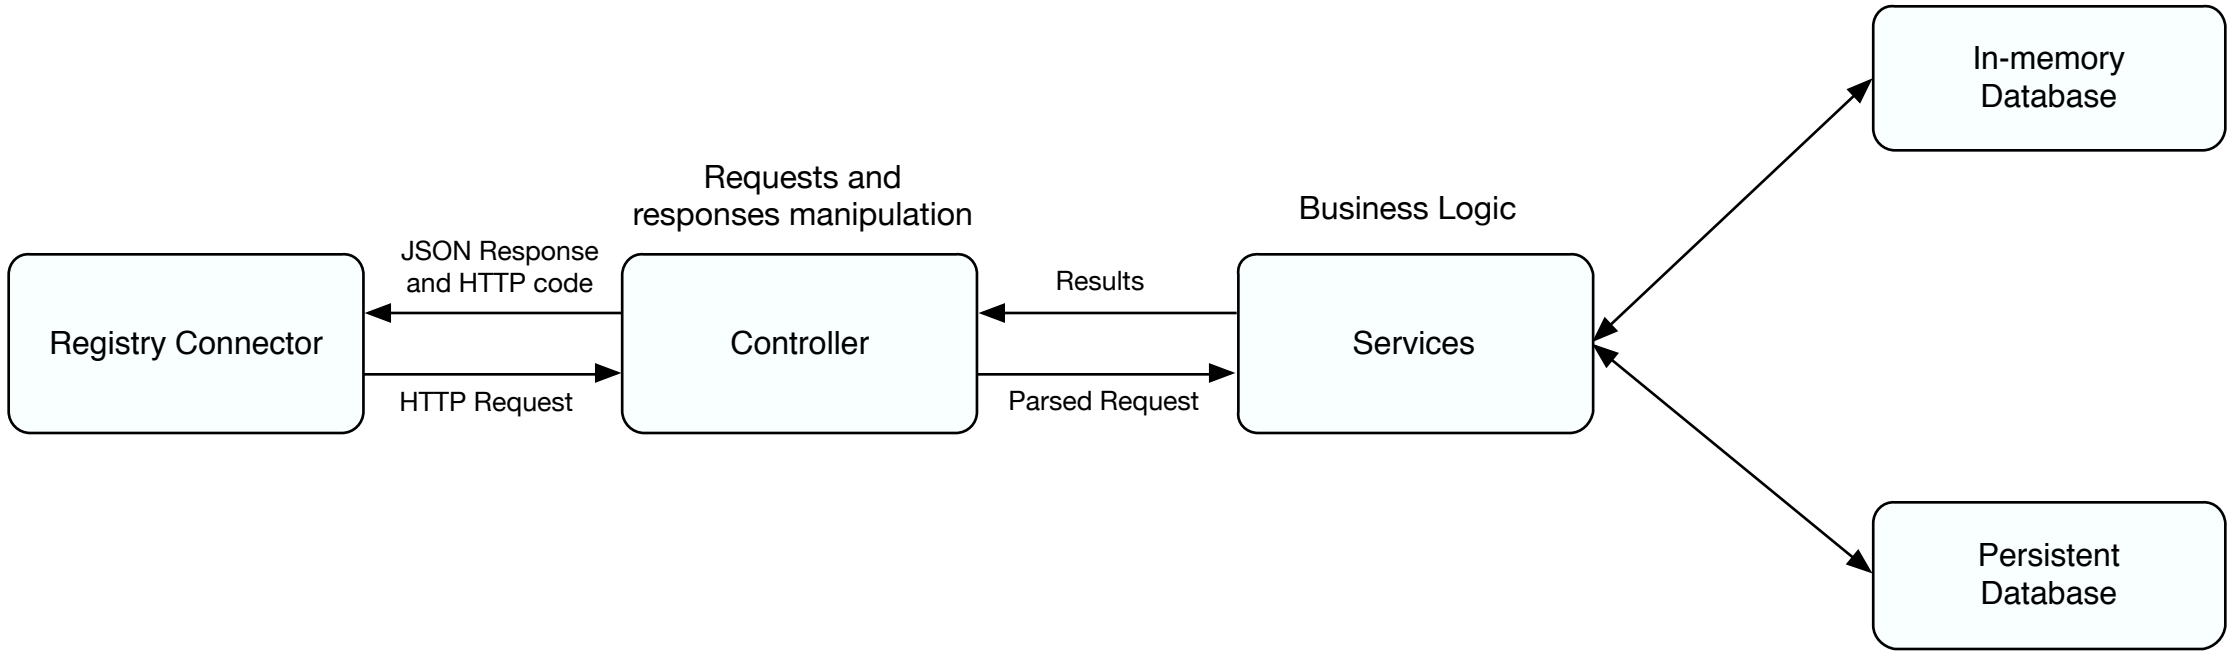 Registry Connector
JSON Response
and HTTP code
HTTP Request
Requests and
responses manipulation
Controller
Results
Parsed Request
Business Logic
Services
In-memory
Database
Persistent
Database